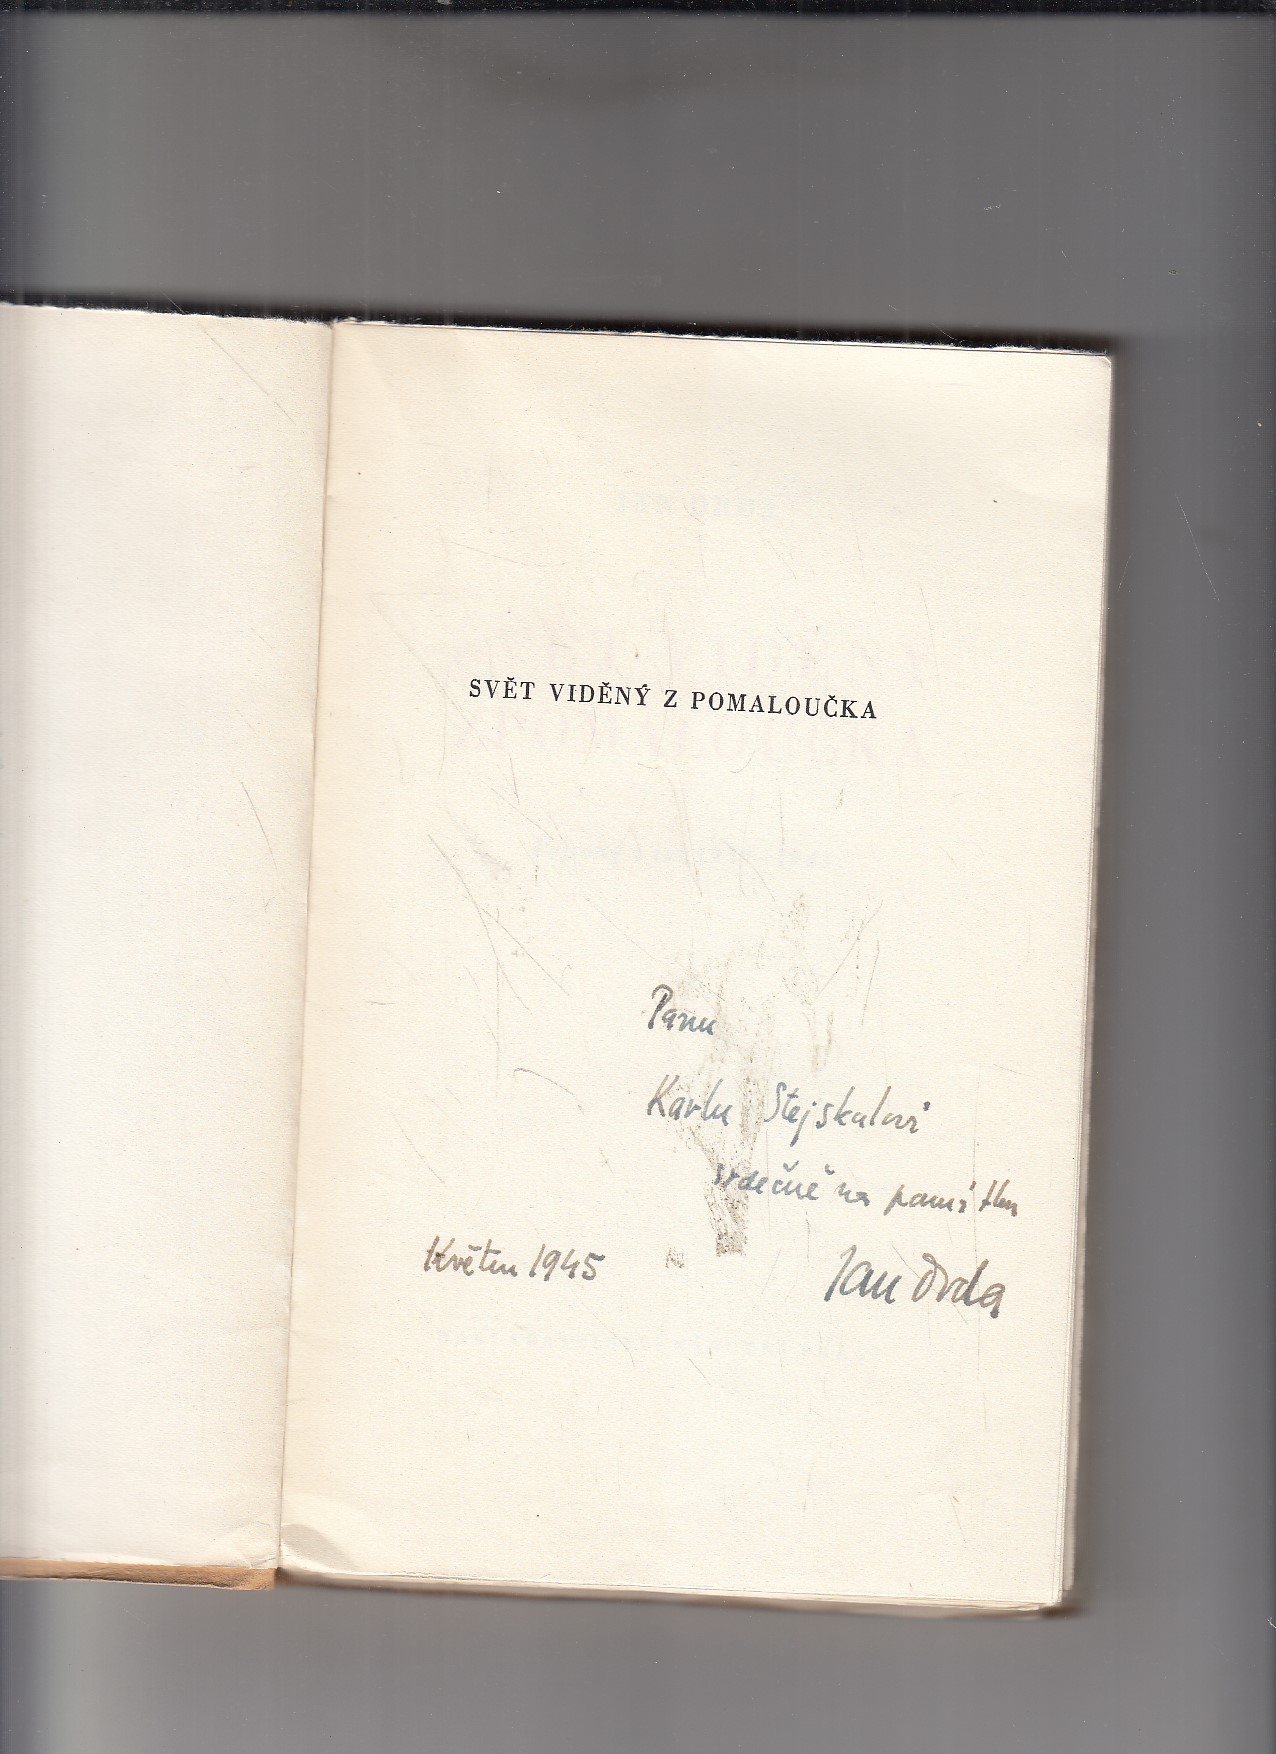 SVĚT VIDĚNÝ Z POMALOUČKA
Panu
Karlu Stejskalovi
srdečně na památku
Květen 1945
Jan Drda